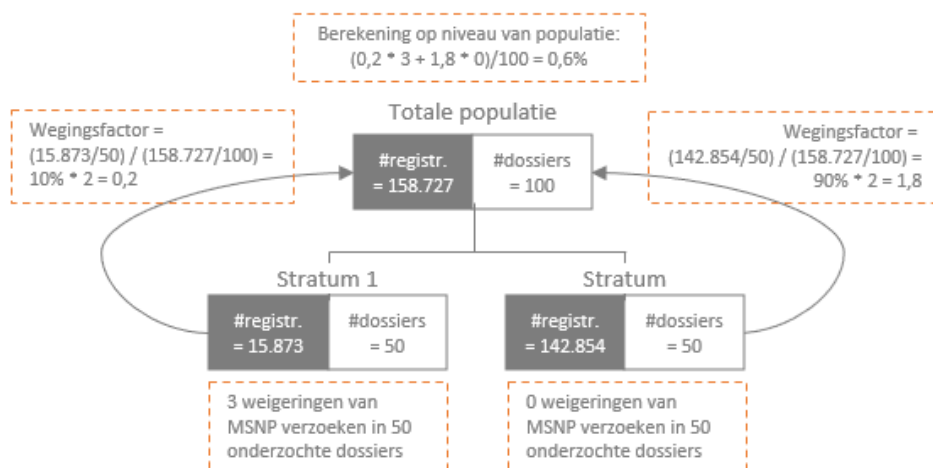 Berekening op niveau van populatie:
(0,2 * 3 + 1,8 * 0)/100 = 0,6%
Totale populatie
Wegingsfactor =
(15.873/50) / (158.727/100) =
10% * 2 = 0,2
#registr.
= 158.727
#dossiers
= 100
Wegingsfactor =
(142.854/50) / (158.727/100) =
90% * 2 = 1,8
Stratum 1
#registr.
= 15.873
#dossiers
= 50
Stratum
#registr.
= 142.854
#dossiers
= 50
3 weigeringen van
MSNP verzoeken in 50
onderzochte dossiers
0 weigeringen van
MSNP verzoeken in 50
onderzochte dossiers